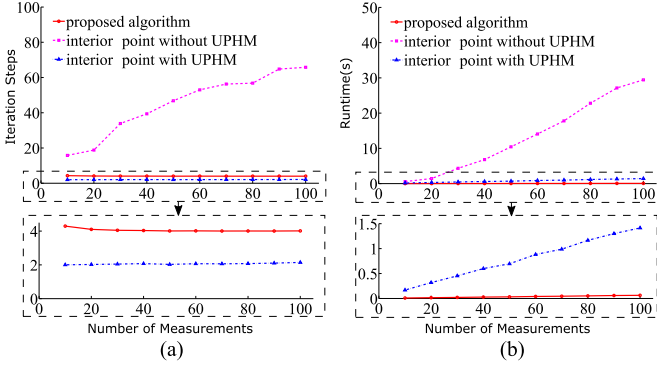 100
80
60
40
20
0
Iteration Steps
proposed algorithm
interior point without UPHM
interior point with UPHM
0 20 40 60 80 100
4
2
0
0 20 40 60 80 100
Number of Measurements
(a)
50
40
30
20
10
0
Runtime(s)
proposed algorithm
interior point without UPHM
interior point with UPHM
0 20 40 60 80 100
1.5
1
0.5
0
0 20 40 60 80 100
Number of Measurements
(b)